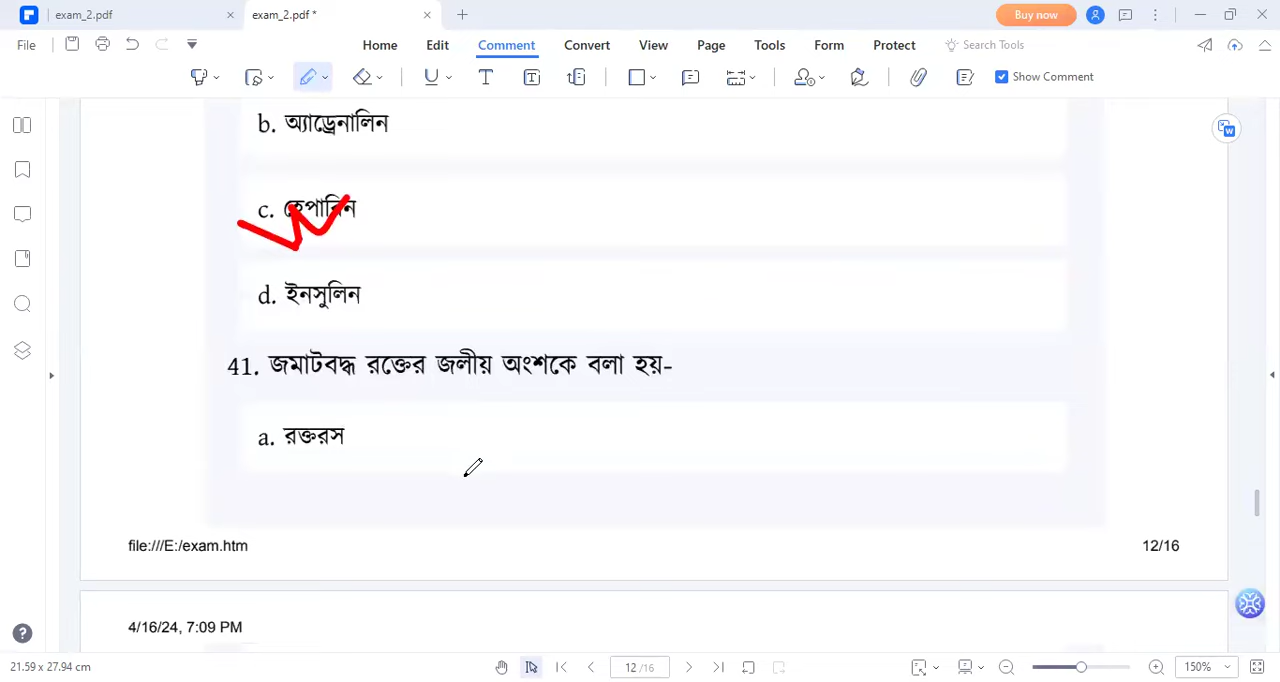 exam_2.pdf
exam_2.pdf *
Buy now
File
Home Edit Comment Convert View Page Tools Form Protect Search Tools
Show Comment
b. অ্যাড্রেনালিন
c. হেপারিন
d. ইনসুলিন
41. জমাটবদ্ধ রক্তের জলীয় অংশকে বলা হয়-
a. রক্তরস
file:///E:/exam.htm 12/16
4/16/24, 7:09 PM
21.59 x 27.94 cm 12 /16 150%